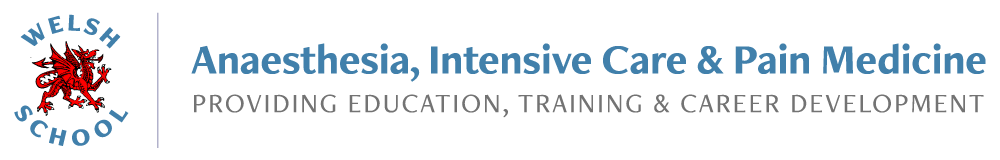 WELSH
SCHOOL
Anaesthesia, Intensive Care & Pain Medicine
PROVIDING EDUCATION, TRAINING & CAREER DEVELOPMENT